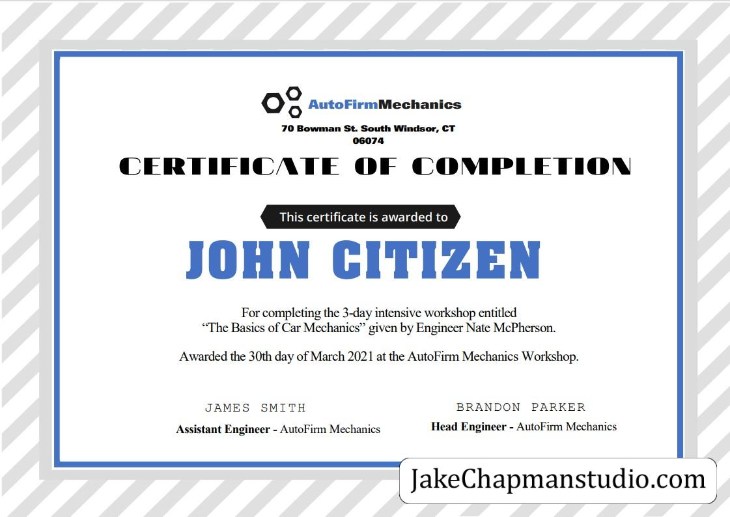 AutoFirmMechanics
70 Bowman St. South Windsor, CT
06074
CERTIFICATE OF COMPLETION
This certificate is awarded to
JOHN CITIZEN
For completing the 3-day intensive workshop entitled
“The Basics of Car Mechanics” given by Engineer Nate McPherson.
Awarded the 30th day of March 2021 at the AutoFirm Mechanics Workshop.
JAMES SMITH BRANDON PARKER
Assistant Engineer - AutoFirm Mechanics Head Engineer - AutoFirm Mechanics
JakeChapmanstudio.com